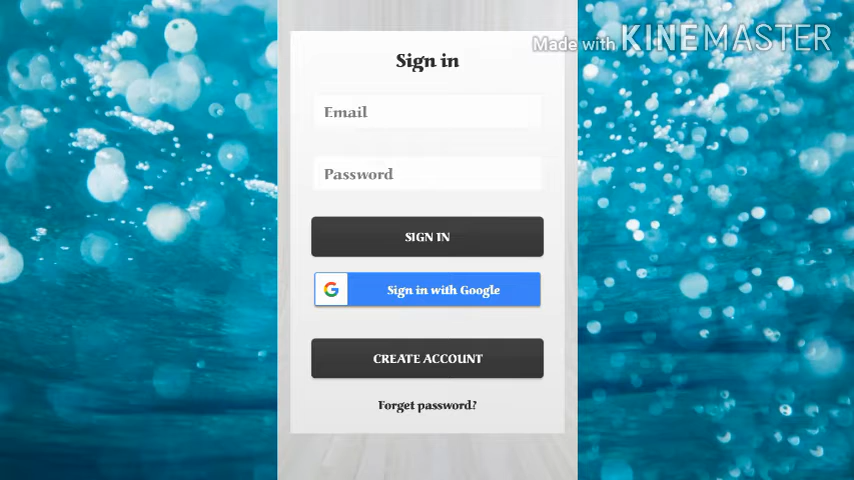 Made with KINEMASTER
Sign in
Email
Password
SIGN IN
G Sign in with Google
CREATE ACCOUNT
Forget password?